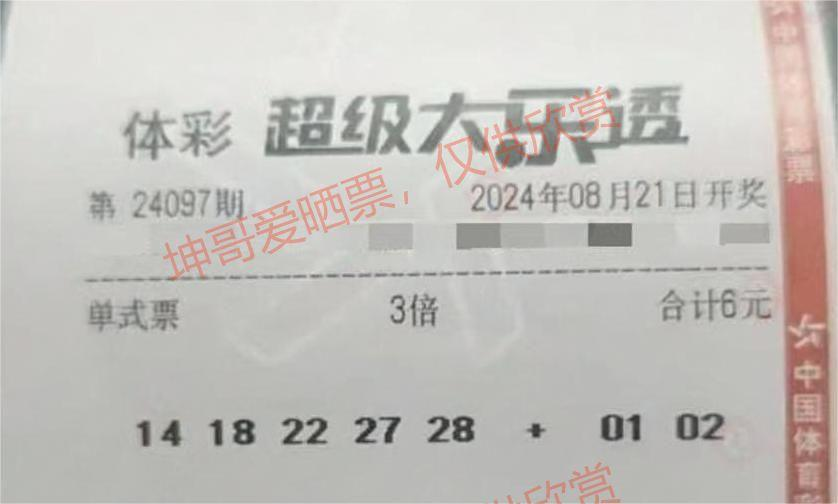 体彩 超级大乐透
第 24097期 2024年08月21日开奖
坤哥爱晒票，仅供欣赏
单式票 3倍 合计6元
14 18 22 27 28 + 01 02
仅供欣赏
中国体育彩票
中国体育彩